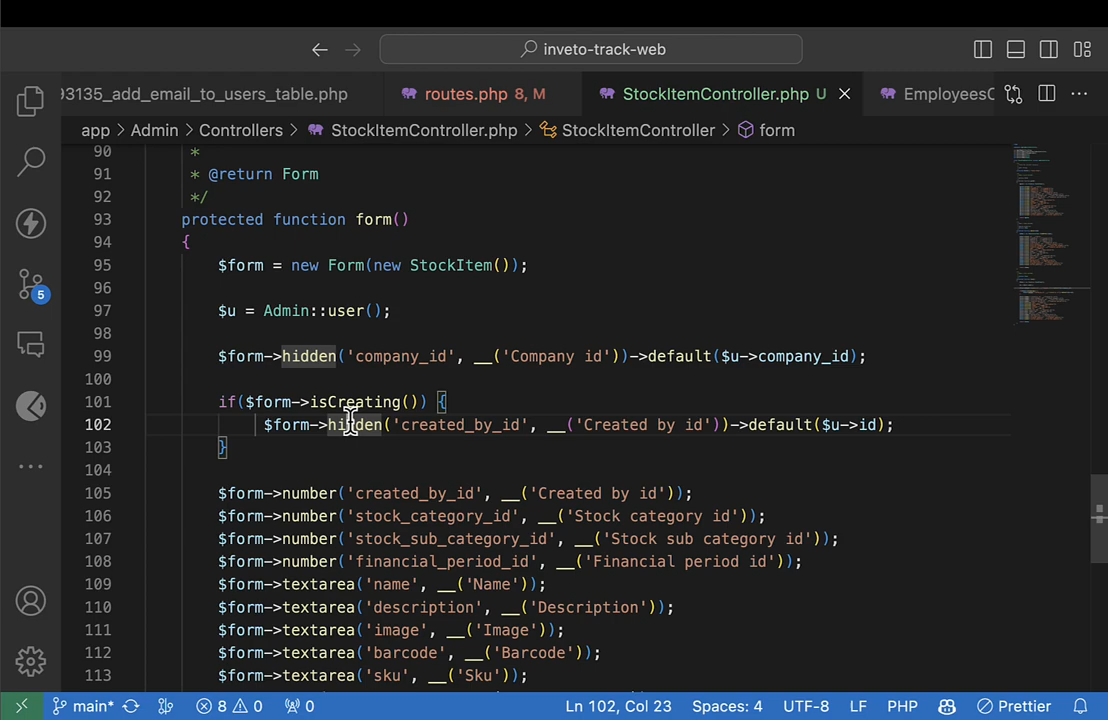 inveto-track-web
93135_add_email_to_users_table.php
routes.php 8, M
StockItemController.php U
EmployeesC
app > Admin > Controllers > StockItemController.php > StockItemController > form
90 *
91 * @return Form
92 */
93 protected function form()
94 {
95 $form = new Form(new StockItem());
96
97 $u = Admin::user();
98
99 $form->hidden('company_id', __('Company id'))->default($u->company_id);
100
101 if($form->isCreating()) {
102 $form->hidden('created_by_id', __('Created by id'))->default($u->id);
103 }
104
105 $form->number('created_by_id', __('Created by id'));
106 $form->number('stock_category_id', __('Stock category id'));
107 $form->number('stock_sub_category_id', __('Stock sub category id'));
108 $form->number('financial_period_id', __('Financial period id'));
109 $form->textarea('name', __('Name'));
110 $form->textarea('description', __('Description'));
111 $form->textarea('image', __('Image'));
112 $form->textarea('barcode', __('Barcode'));
113 $form->textarea('sku', __('Sku'));
5
main* 8 0 0 Ln 102, Col 23 Spaces: 4 UTF-8 LF PHP Prettier